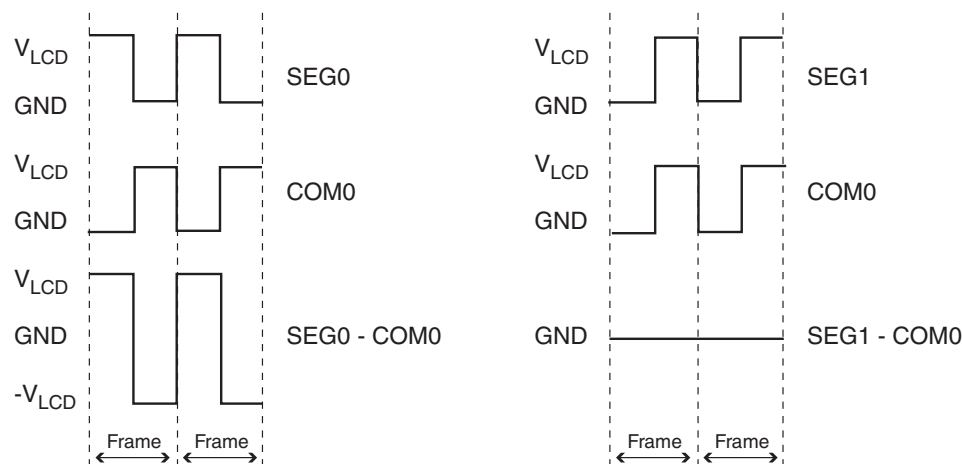 V_LCD
SEG0
GND
V_LCD
COM0
GND
V_LCD
GND
SEG0 - COM0
-V_LCD
Frame Frame
V_LCD
SEG1
GND
V_LCD
COM0
GND
GND
SEG1 - COM0
Frame Frame